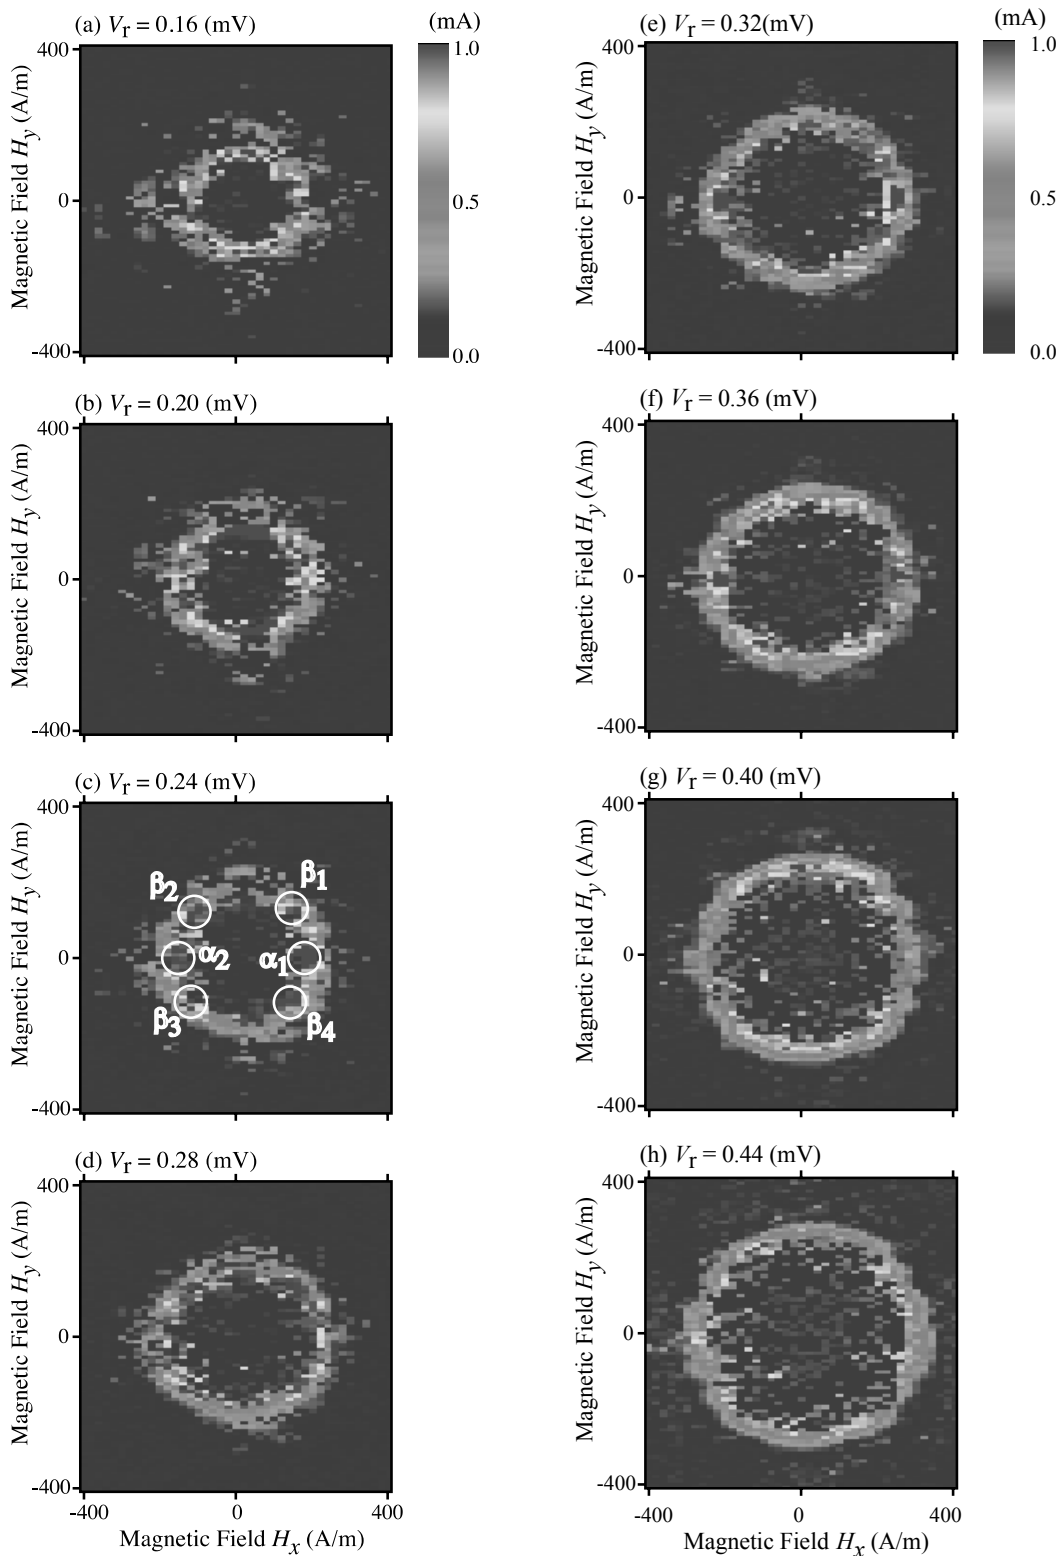 (a) Vr = 0.16 (mV)
(mA)
400
0
-400
Magnetic Field Hy (A/m)
1.0
0.5
0.0
(b) Vr = 0.20 (mV)
400
0
-400
Magnetic Field Hy (A/m)
(c) Vr = 0.24 (mV)
400
0
-400
Magnetic Field Hy (A/m)
β2
β1
α2
α1
β3
β4
(d) Vr = 0.28 (mV)
400
0
-400
Magnetic Field Hy (A/m)
-400 0 400
Magnetic Field Hx (A/m)
(e) Vr = 0.32(mV)
(mA)
400
0
-400
Magnetic Field Hy (A/m)
1.0
0.5
0.0
(f) Vr = 0.36 (mV)
400
0
-400
Magnetic Field Hy (A/m)
(g) Vr = 0.40 (mV)
400
0
-400
Magnetic Field Hy (A/m)
(h) Vr = 0.44 (mV)
400
0
-400
Magnetic Field Hy (A/m)
-400 0 400
Magnetic Field Hx (A/m)